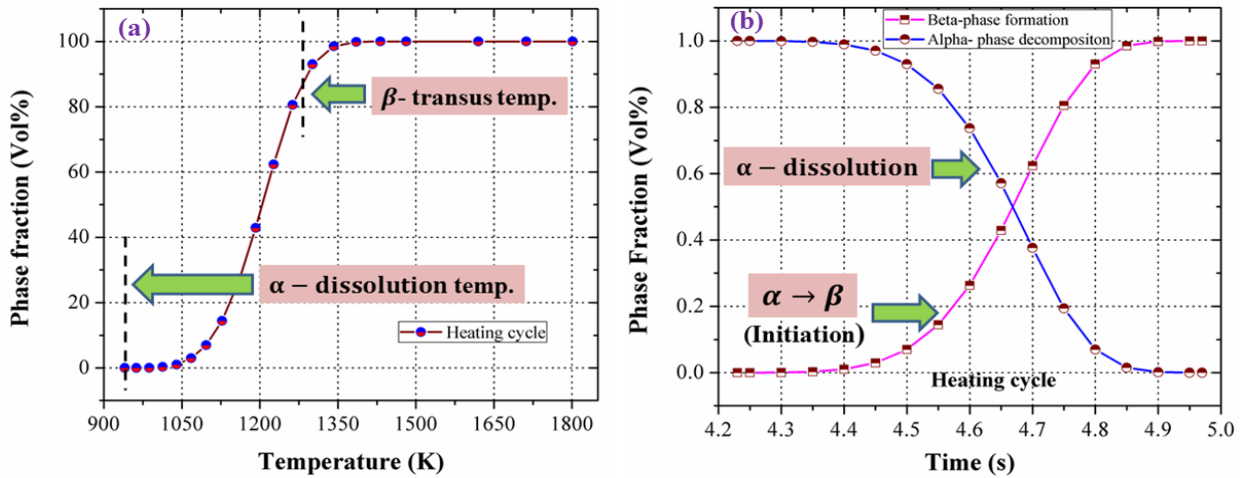 (a)
100
80
60
40
20
0
Phase fraction (Vol%)
β- transus temp.
α − dissolution temp.
Heating cycle
900 1050 1200 1350 1500 1650 1800
Temperature (K)
(b)
Beta-phase formation
Alpha- phase decompositon
1.0
0.8
0.6
0.4
0.2
0.0
Phase Fraction (Vol%)
α − dissolution
α → β
(Initiation)
Heating cycle
4.2 4.3 4.4 4.5 4.6 4.7 4.8 4.9 5.0
Time (s)